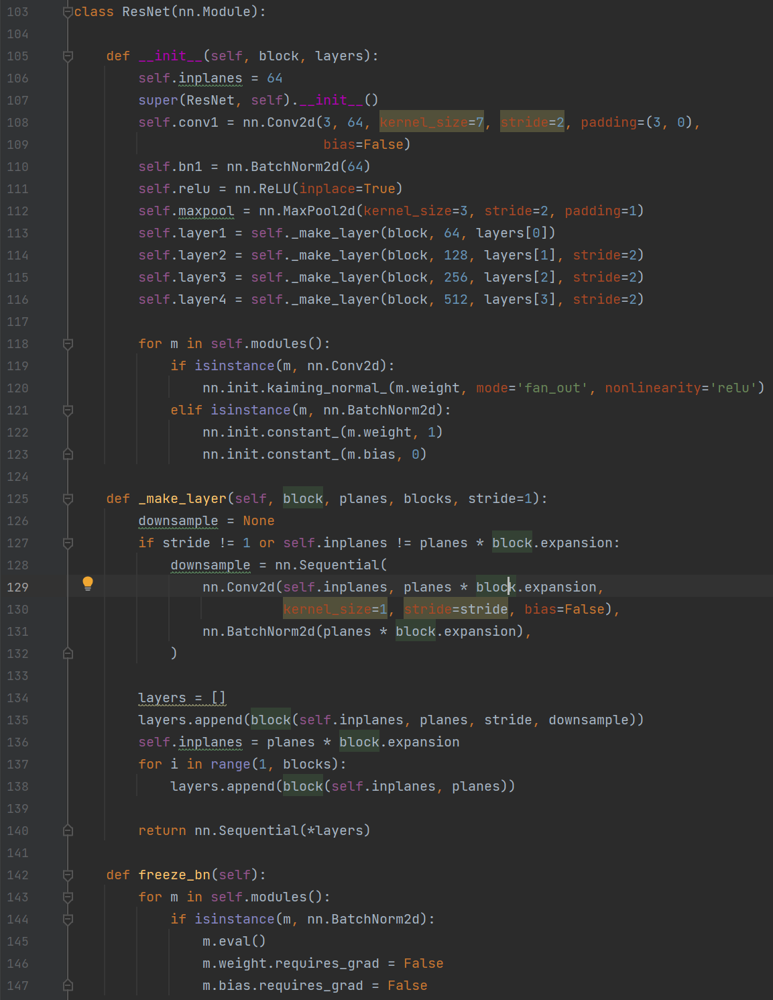 103 class ResNet(nn.Module):
104
105     def __init__(self, block, layers):
106         self.inplanes = 64
107         super(ResNet, self).__init__()
108         self.conv1 = nn.Conv2d(3, 64, kernel_size=7, stride=2, padding=(3, 0),
109                                bias=False)
110         self.bn1 = nn.BatchNorm2d(64)
111         self.relu = nn.ReLU(inplace=True)
112         self.maxpool = nn.MaxPool2d(kernel_size=3, stride=2, padding=1)
113         self.layer1 = self._make_layer(block, 64, layers[0])
114         self.layer2 = self._make_layer(block, 128, layers[1], stride=2)
115         self.layer3 = self._make_layer(block, 256, layers[2], stride=2)
116         self.layer4 = self._make_layer(block, 512, layers[3], stride=2)
117
118         for m in self.modules():
119             if isinstance(m, nn.Conv2d):
120                 nn.init.kaiming_normal_(m.weight, mode='fan_out', nonlinearity='relu')
121             elif isinstance(m, nn.BatchNorm2d):
122                 nn.init.constant_(m.weight, 1)
123                 nn.init.constant_(m.bias, 0)
124
125     def _make_layer(self, block, planes, blocks, stride=1):
126         downsample = None
127         if stride != 1 or self.inplanes != planes * block.expansion:
128             downsample = nn.Sequential(
129                 nn.Conv2d(self.inplanes, planes * block.expansion,
130                           kernel_size=1, stride=stride, bias=False),
131                 nn.BatchNorm2d(planes * block.expansion),
132             )
133
134         layers = []
135         layers.append(block(self.inplanes, planes, stride, downsample))
136         self.inplanes = planes * block.expansion
137         for i in range(1, blocks):
138             layers.append(block(self.inplanes, planes))
139
140         return nn.Sequential(*layers)
141
142     def freeze_bn(self):
143         for m in self.modules():
144             if isinstance(m, nn.BatchNorm2d):
145                 m.eval()
146                 m.weight.requires_grad = False
147                 m.bias.requires_grad = False